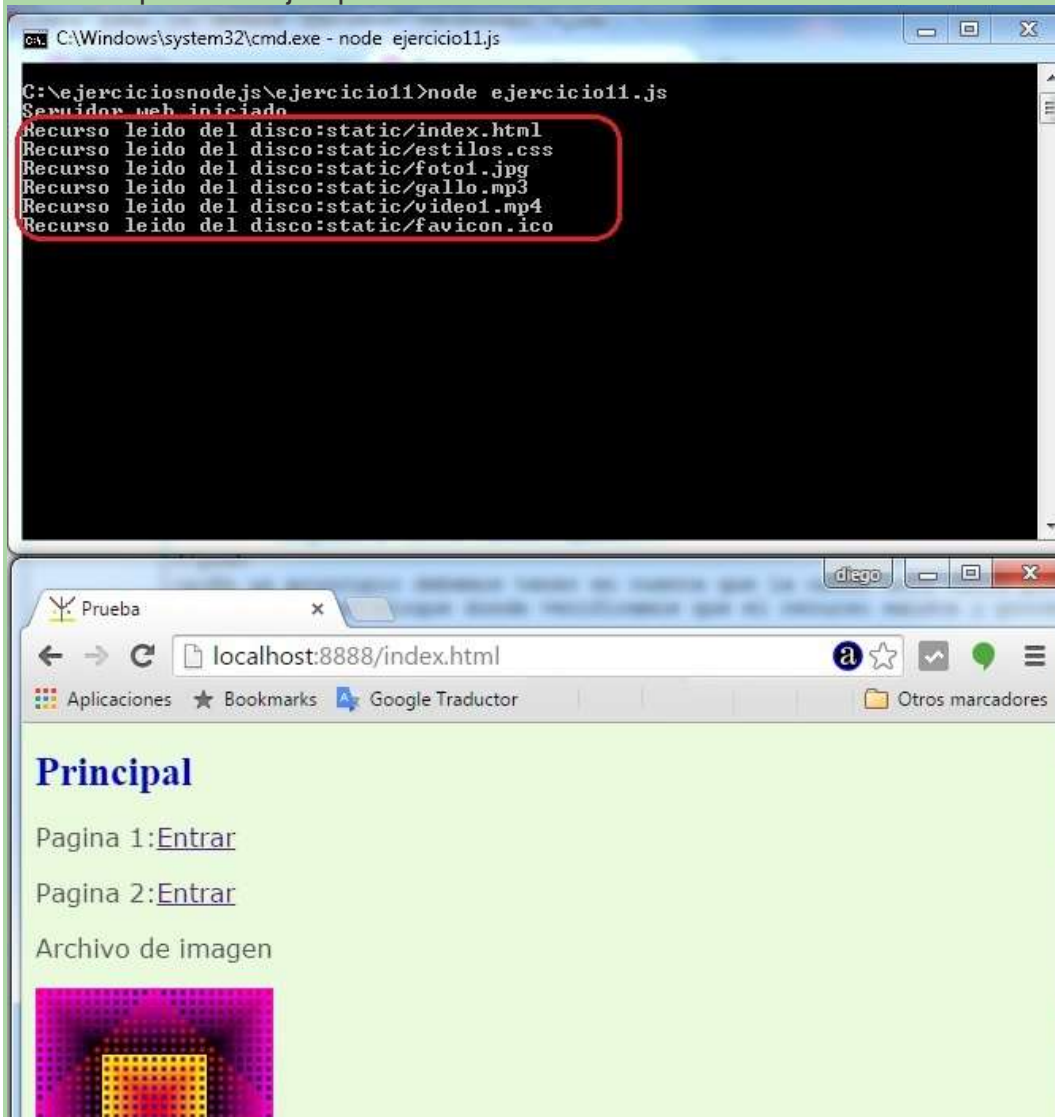 C:\Windows\system32\cmd.exe - node ejercicio11.js
C:\ejerciciosnodejs\ejercicio11>node ejercicio11.js
Servidor web iniciado
Recurso leido del disco:static/index.html
Recurso leido del disco:static/estilos.css
Recurso leido del disco:static/foto1.jpg
Recurso leido del disco:static/gallo.mp3
Recurso leido del disco:static/video1.mp4
Recurso leido del disco:static/favicon.ico
diego
Prueba
localhost:8888/index.html
a
Aplicaciones Bookmarks Google Traductor Otros marcadores
Principal
Pagina 1:Entrar
Pagina 2:Entrar
Archivo de imagen